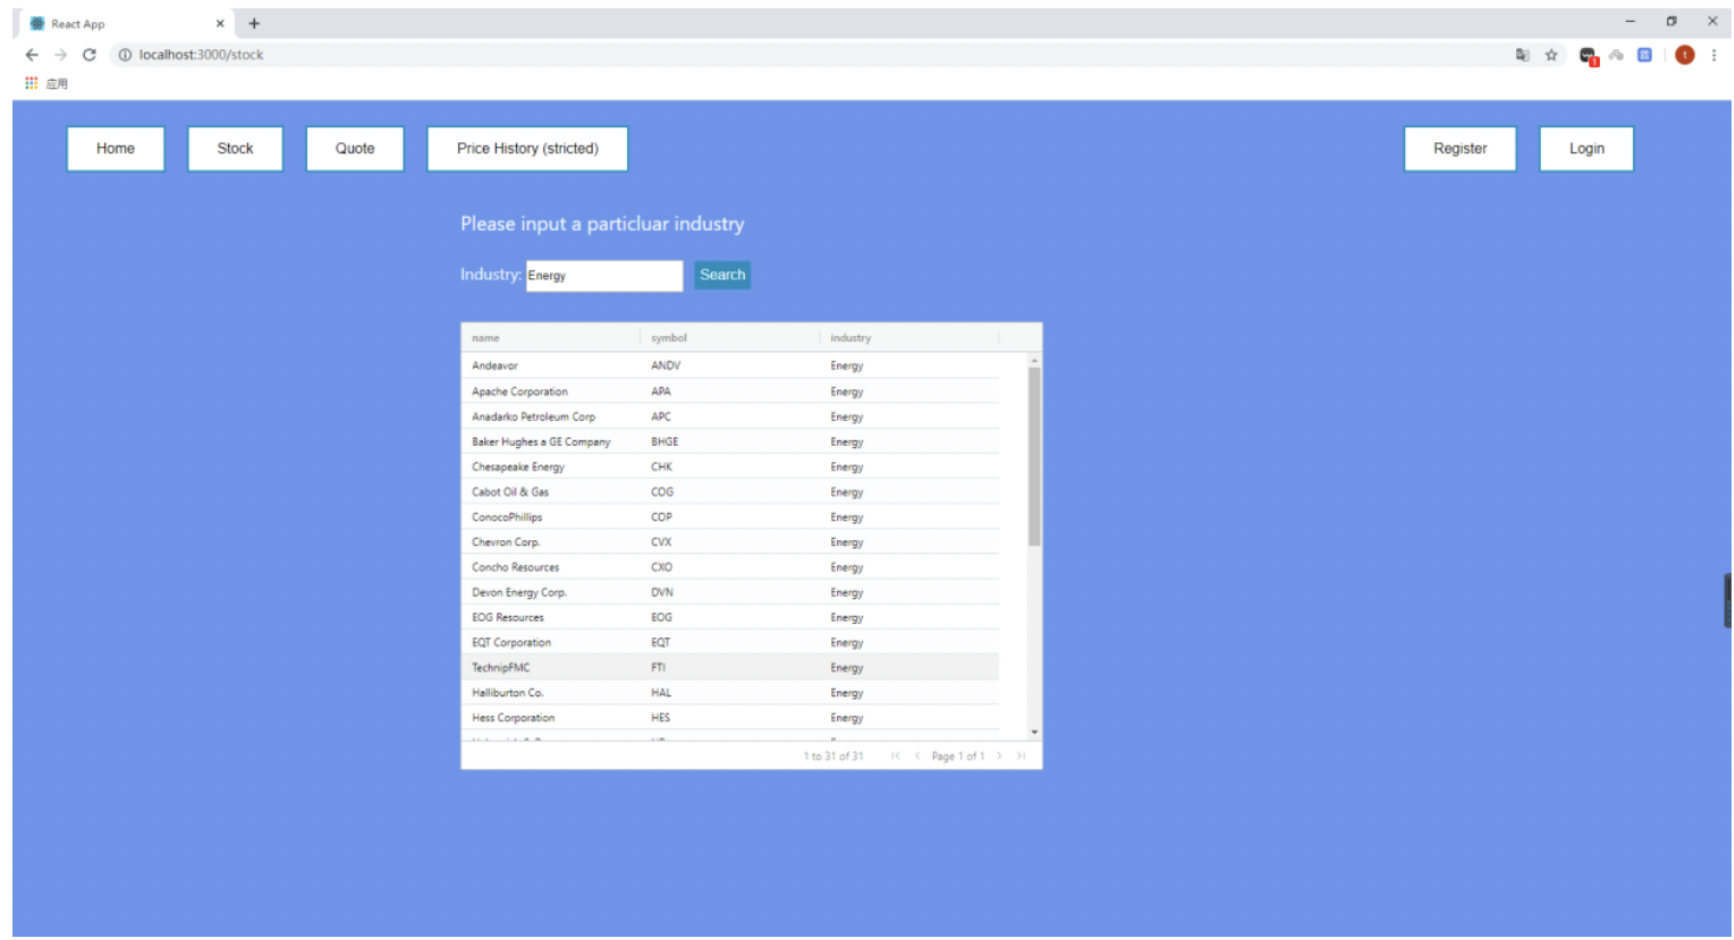 React App
localhost:3000/stock
1
t
应用
Home Stock Quote Price History (stricted) Register Login
Please input a particluar industry
Industry: Energy Search
name symbol industry
Andeavor ANDV Energy
Apache Corporation APA Energy
Anadarko Petroleum Corp APC Energy
Baker Hughes a GE Company BHGE Energy
Chesapeake Energy CHK Energy
Cabot Oil & Gas COG Energy
ConocoPhillips COP Energy
Chevron Corp. CVX Energy
Concho Resources CXO Energy
Devon Energy Corp. DVN Energy
EOG Resources EOG Energy
EQT Corporation EQT Energy
TechnipFMC FTI Energy
Halliburton Co. HAL Energy
Hess Corporation HES Energy
1 to 31 of 31 Page 1 of 1